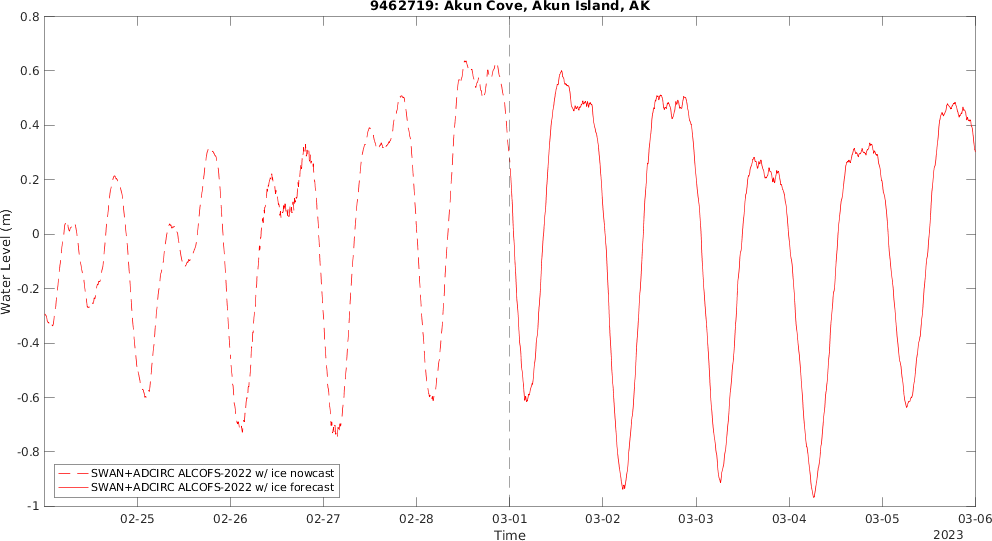 9462719: Akun Cove, Akun Island, AK
0.8
0.6
0.4
0.2
0
-0.2
-0.4
-0.6
-0.8
-1
Water Level (m)
SWAN+ADCIRC ALCOFS-2022 w/ ice nowcast
SWAN+ADCIRC ALCOFS-2022 w/ ice forecast
02-25 02-26 02-27 02-28 03-01 03-02 03-03 03-04 03-05 03-06
Time
2023